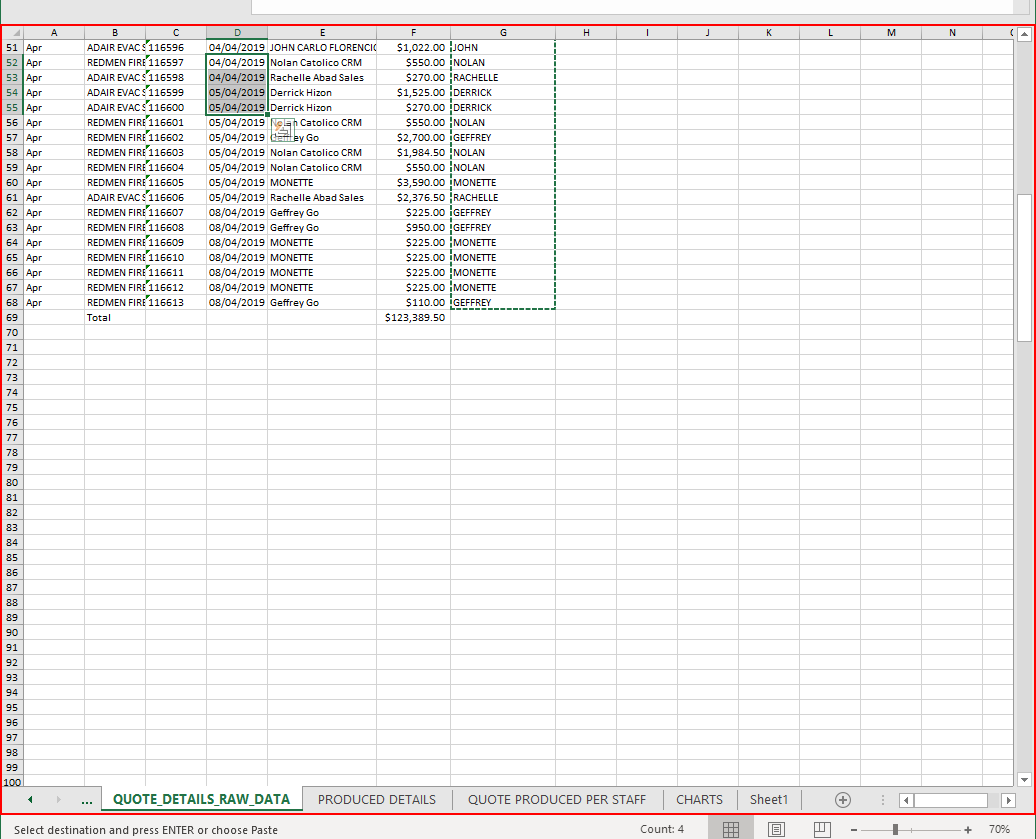 A B C D E F G H I J K L M N
51 Apr ADAIR EVAC S 116596 04/04/2019 JOHN CARLO FLORENCIO $1,022.00 JOHN
52 Apr REDMEN FIRE 116597 04/04/2019 Nolan Catolico CRM $550.00 NOLAN
53 Apr ADAIR EVAC S 116598 04/04/2019 Rachelle Abad Sales $270.00 RACHELLE
54 Apr ADAIR EVAC S 116599 05/04/2019 Derrick Hizon $1,525.00 DERRICK
55 Apr ADAIR EVAC S 116600 05/04/2019 Derrick Hizon $270.00 DERRICK
56 Apr REDMEN FIRE 116601 05/04/2019 Nolan Catolico CRM $550.00 NOLAN
57 Apr REDMEN FIRE 116602 05/04/2019 Geffrey Go $2,700.00 GEFFREY
58 Apr REDMEN FIRE 116603 05/04/2019 Nolan Catolico CRM $1,984.50 NOLAN
59 Apr REDMEN FIRE 116604 05/04/2019 Nolan Catolico CRM $550.00 NOLAN
60 Apr REDMEN FIRE 116605 05/04/2019 MONETTE $3,590.00 MONETTE
61 Apr ADAIR EVAC S 116606 05/04/2019 Rachelle Abad Sales $2,376.50 RACHELLE
62 Apr REDMEN FIRE 116607 08/04/2019 Geffrey Go $225.00 GEFFREY
63 Apr REDMEN FIRE 116608 08/04/2019 Geffrey Go $950.00 GEFFREY
64 Apr REDMEN FIRE 116609 08/04/2019 MONETTE $225.00 MONETTE
65 Apr REDMEN FIRE 116610 08/04/2019 MONETTE $225.00 MONETTE
66 Apr REDMEN FIRE 116611 08/04/2019 MONETTE $225.00 MONETTE
67 Apr REDMEN FIRE 116612 08/04/2019 MONETTE $225.00 MONETTE
68 Apr REDMEN FIRE 116613 08/04/2019 Geffrey Go $110.00 GEFFREY
69 Total $123,389.50
70
71
72
73
74
75
76
77
78
79
80
81
82
83
84
85
86
87
88
89
90
91
92
93
94
95
96
97
98
99
100
... QUOTE_DETAILS_RAW_DATA PRODUCED DETAILS QUOTE PRODUCED PER STAFF CHARTS Sheet1
Select destination and press ENTER or choose Paste Count: 4 70%